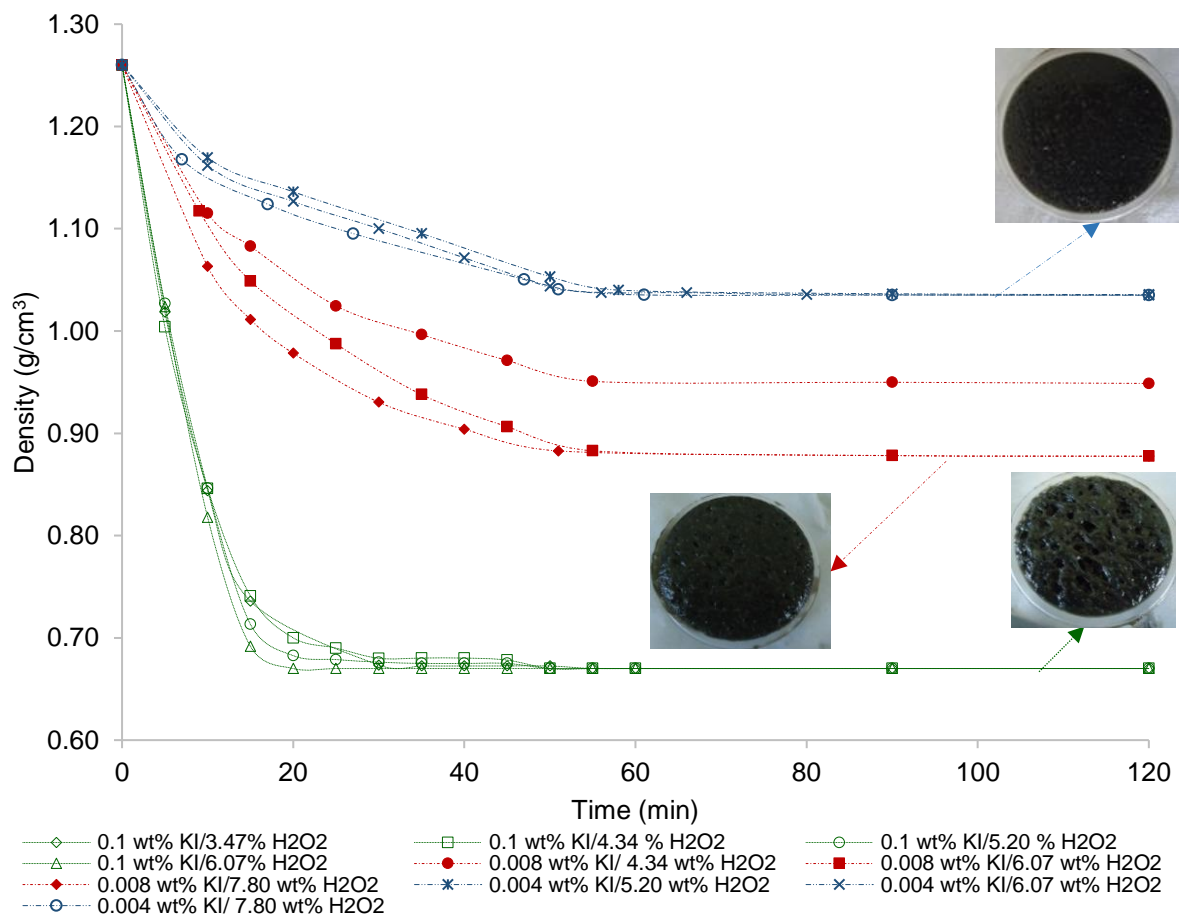 1.30
1.20
1.10
1.00
0.90
0.80
0.70
0.60
Density (g/cm³)
0 20 40 60 80 100 120
Time (min)
0.1 wt% KI/3.47% H2O2 0.1 wt% KI/4.34 % H2O2 0.1 wt% KI/5.20 % H2O2
0.1 wt% KI/6.07% H2O2 0.008 wt% KI/ 4.34 wt% H2O2 0.008 wt% KI/6.07 wt% H2O2
0.008 wt% KI/7.80 wt% H2O2 0.004 wt% KI/5.20 wt% H2O2 0.004 wt% KI/6.07 wt% H2O2
0.004 wt% KI/ 7.80 wt% H2O2